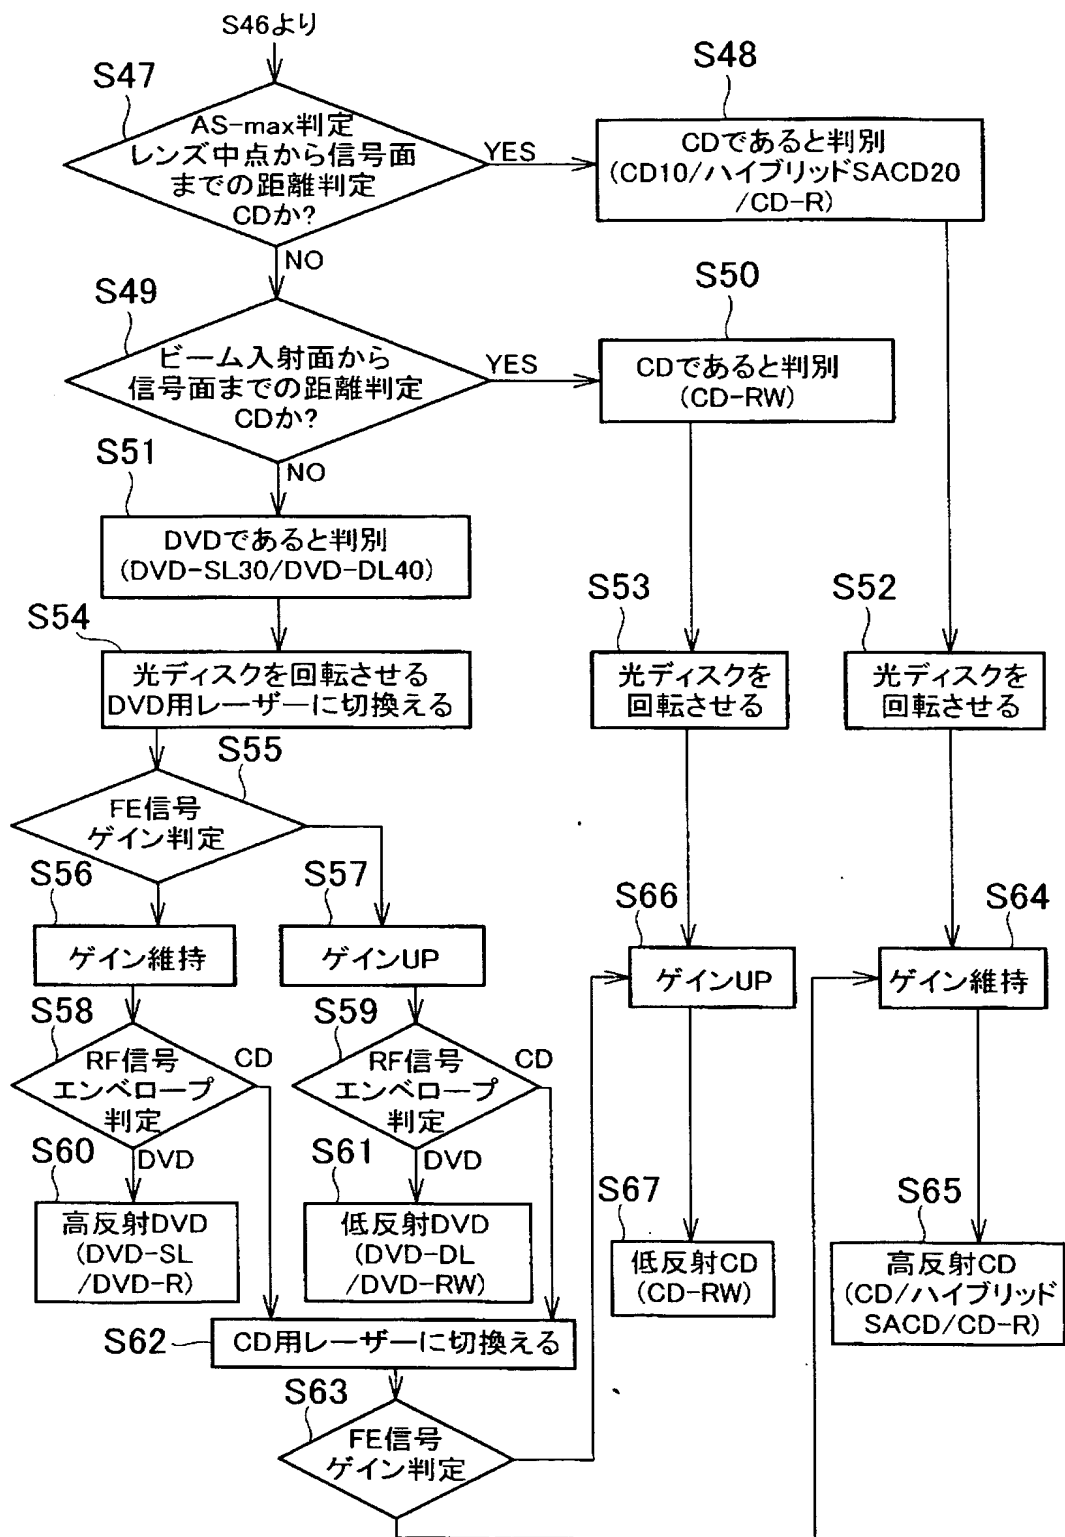 S46より
S47
AS-max判定
レンズ中点から信号面
までの距離判定
CDか?
YES
NO
S48
CDであると判別
(CD10/ハイブリッドSACD20
/CD-R)
S49
ビーム入射面から
信号面までの距離判定
CDか?
YES
NO
S50
CDであると判別
(CD-RW)
S51
DVDであると判別
(DVD-SL30/DVD-DL40)
S53
光ディスクを
回転させる
S52
光ディスクを
回転させる
S54
光ディスクを回転させる
DVD用レーザーに切換える
S55
FE信号
ゲイン判定
S56
ゲイン維持
S57
ゲインUP
S66
ゲインUP
S64
ゲイン維持
S58
RF信号
エンベロープ
判定
CD
DVD
S59
RF信号
エンベロープ
判定
CD
DVD
S60
高反射DVD
(DVD-SL
/DVD-R)
S61
低反射DVD
(DVD-DL
/DVD-RW)
S67
低反射CD
(CD-RW)
S65
高反射CD
(CD/ハイブリッド
SACD/CD-R)
S62
CD用レーザーに切換える
S63
FE信号
ゲイン判定